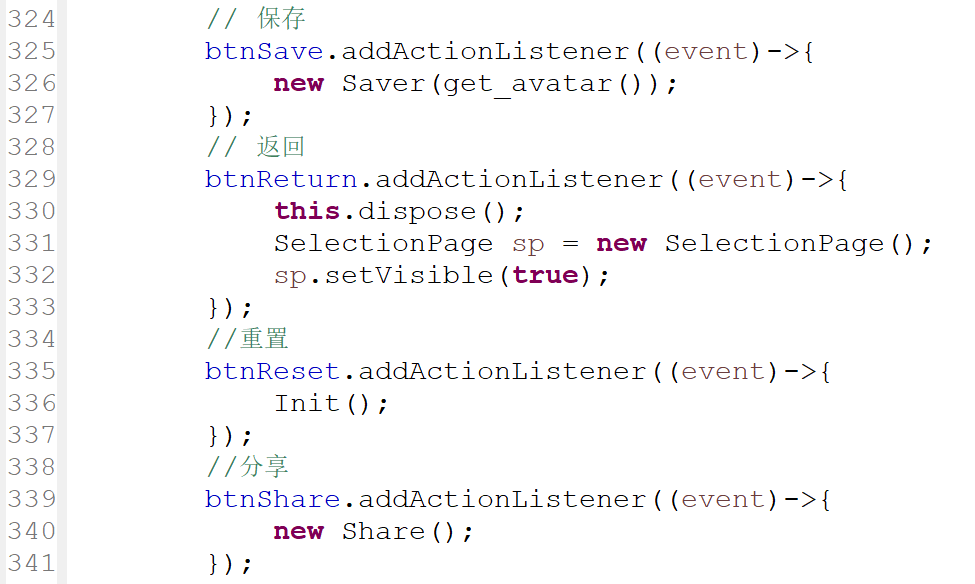 324 // 保存
325 btnSave.addActionListener((event)->{
326 new Saver(get_avatar());
327 });
328 // 返回
329 btnReturn.addActionListener((event)->{
330 this.dispose();
331 SelectionPage sp = new SelectionPage();
332 sp.setVisible(true);
333 });
334 //重置
335 btnReset.addActionListener((event)->{
336 Init();
337 });
338 //分享
339 btnShare.addActionListener((event)->{
340 new Share();
341 });